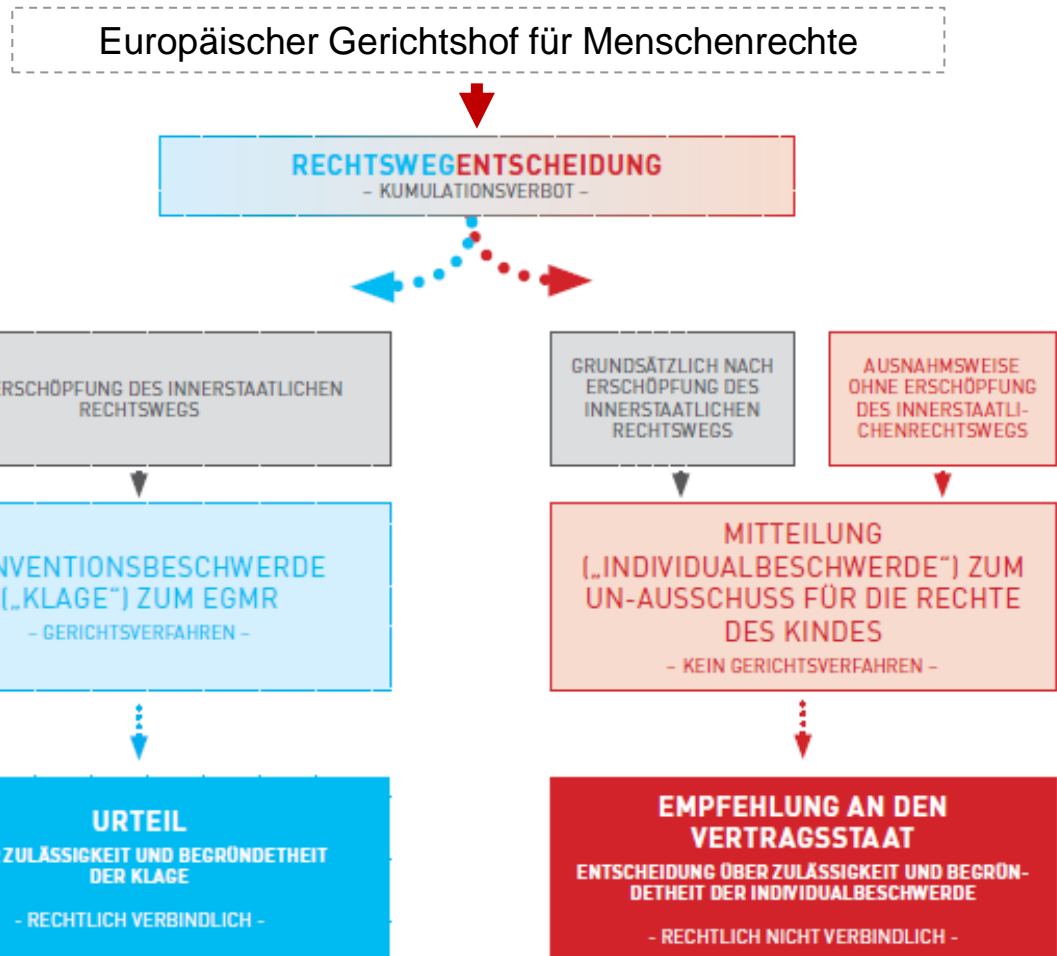 Europäischer Gerichtshof für Menschenrechte
RECHTSWEGENTSCHEIDUNG
– KUMULATIONSVERBOT –
ERSCHÖPFUNG DES INNERSTAATLICHEN
RECHTSWEGS
GRUNDSÄTZLICH NACH
ERSCHÖPFUNG DES
INNERSTAATLICHEN
RECHTSWEGS
AUSNAHMSWEISE
OHNE ERSCHÖPFUNG
DES INNERSTAATLI-
CHENRECHTSWEGS
NVENTIONSBESCHWERDE
(„KLAGE“) ZUM EGMR
– GERICHTSVERFAHREN –
MITTEILUNG
(„INDIVIDUALBESCHWERDE“) ZUM
UN-AUSSCHUSS FÜR DIE RECHTE
DES KINDES
– KEIN GERICHTSVERFAHREN –
URTEIL
ZULÄSSIGKEIT UND BEGRÜNDETHEIT
DER KLAGE
- RECHTLICH VERBINDLICH -
EMPFEHLUNG AN DEN
VERTRAGSSTAAT
ENTSCHEIDUNG ÜBER ZULÄSSIGKEIT UND BEGRÜN-
DETHEIT DER INDIVIDUALBESCHWERDE
- RECHTLICH NICHT VERBINDLICH -